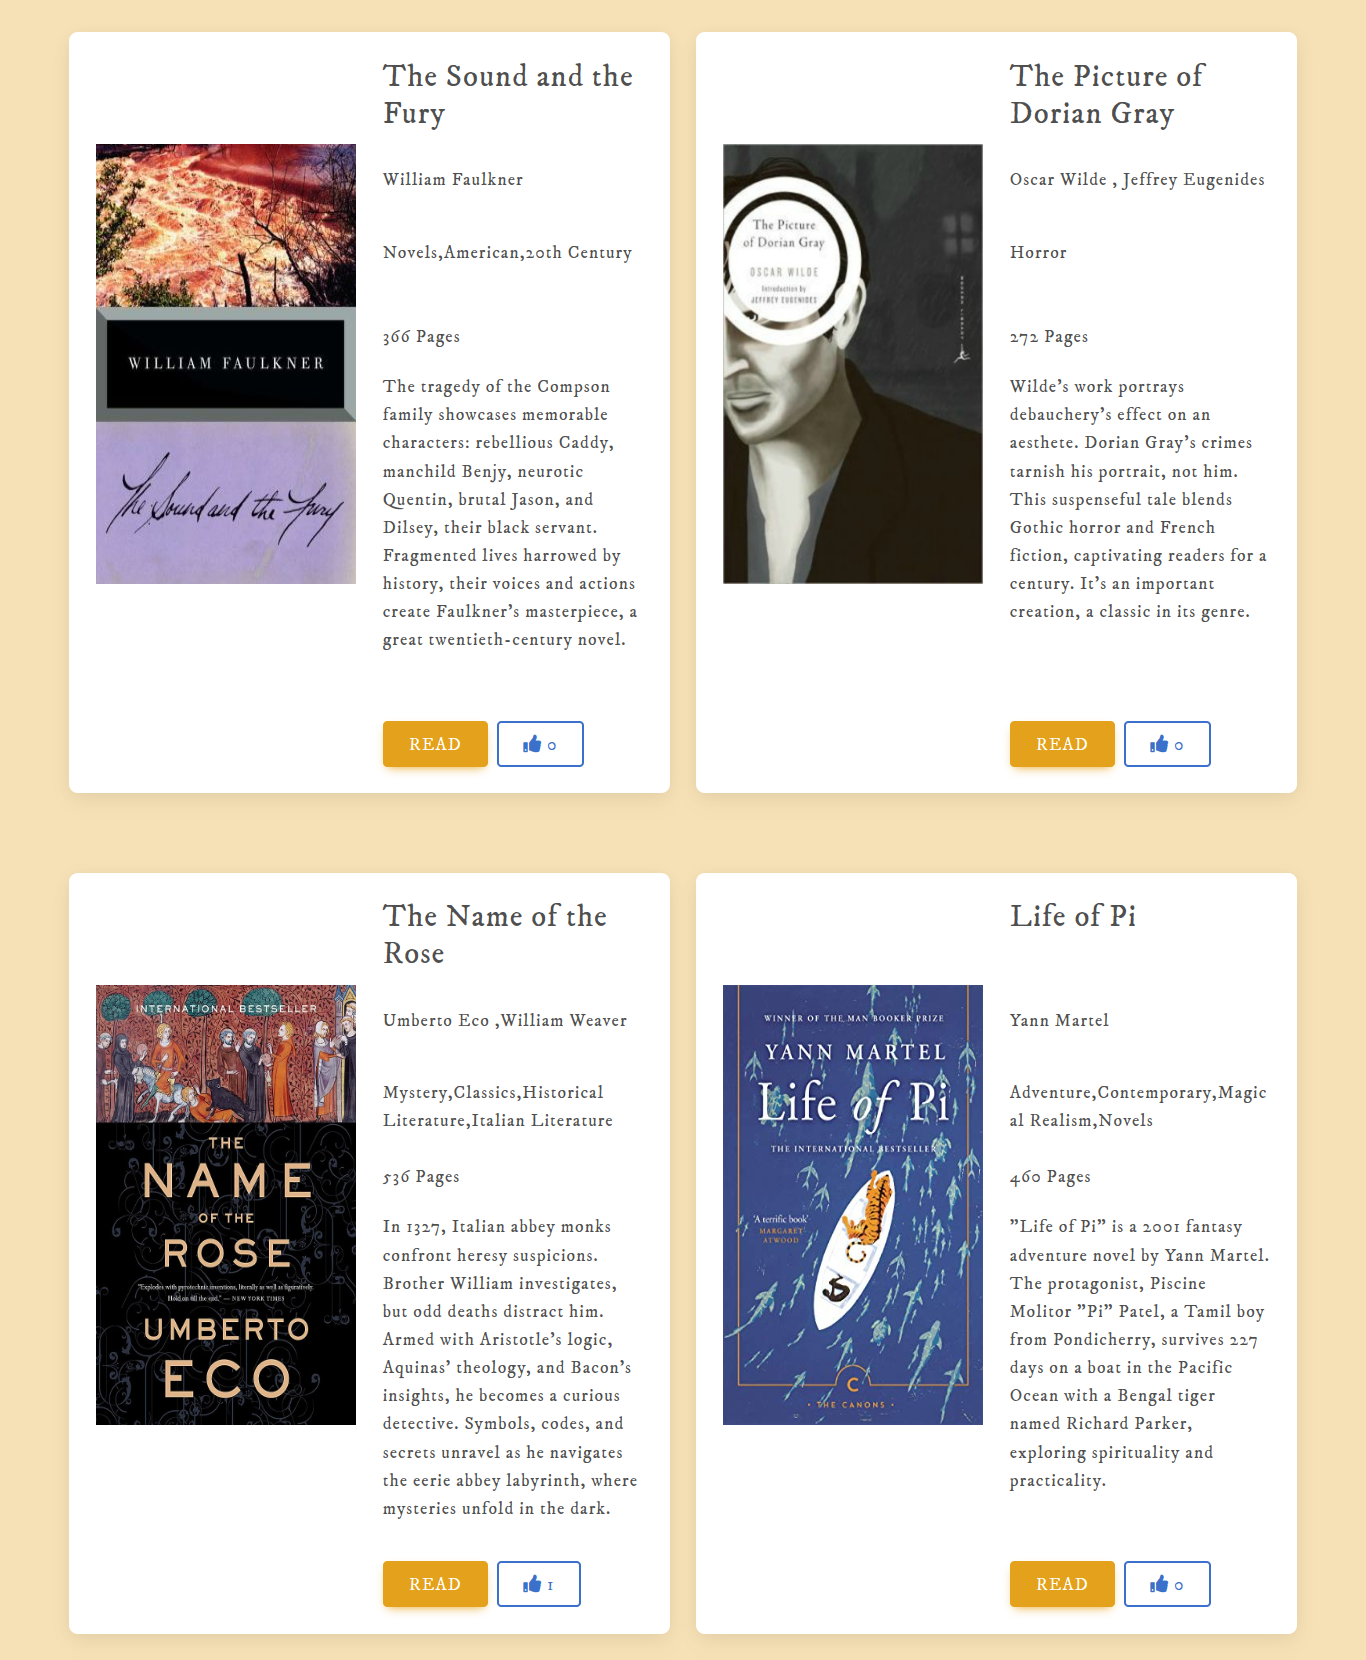 The Sound and the
Fury
William Faulkner
Novels,American,20th Century
366 Pages
The tragedy of the Compson
family showcases memorable
characters: rebellious Caddy,
manchild Benjy, neurotic
Quentin, brutal Jason, and
Dilsey, their black servant.
Fragmented lives harrowed by
history, their voices and actions
create Faulkner's masterpiece, a
great twentieth-century novel.
READ
0
WILLIAM FAULKNER
The Sound and the Fury
The Picture of
Dorian Gray
Oscar Wilde , Jeffrey Eugenides
Horror
272 Pages
Wilde's work portrays
debauchery's effect on an
aesthete. Dorian Gray's crimes
tarnish his portrait, not him.
This suspenseful tale blends
Gothic horror and French
fiction, captivating readers for a
century. It's an important
creation, a classic in its genre.
READ
0
The Picture
of Dorian Gray
OSCAR WILDE
Introduction by
JEFFREY EUGENIDES
The Name of the
Rose
Umberto Eco ,William Weaver
Mystery,Classics,Historical
Literature,Italian Literature
536 Pages
In 1327, Italian abbey monks
confront heresy suspicions.
Brother William investigates,
but odd deaths distract him.
Armed with Aristotle's logic,
Aquinas' theology, and Bacon's
insights, he becomes a curious
detective. Symbols, codes, and
secrets unravel as he navigates
the eerie abbey labyrinth, where
mysteries unfold in the dark.
READ
1
INTERNATIONAL BESTSELLER
THE
NAME
OF THE
ROSE
"Explodes with pyrotechnic inventions, literally as well as figuratively.
Hold on till the end." — NEW YORK TIMES
UMBERTO
ECO
Life of Pi
Yann Martel
Adventure,Contemporary,Magic
al Realism,Novels
460 Pages
"Life of Pi" is a 2001 fantasy
adventure novel by Yann Martel.
The protagonist, Piscine
Molitor "Pi" Patel, a Tamil boy
from Pondicherry, survives 227
days on a boat in the Pacific
Ocean with a Bengal tiger
named Richard Parker,
exploring spirituality and
practicality.
READ
0
WINNER OF THE MAN BOOKER PRIZE
YANN MARTEL
Life of Pi
THE INTERNATIONAL BESTSELLER
'A terrific book'
MARGARET
ATWOOD
C
• THE CANONS •